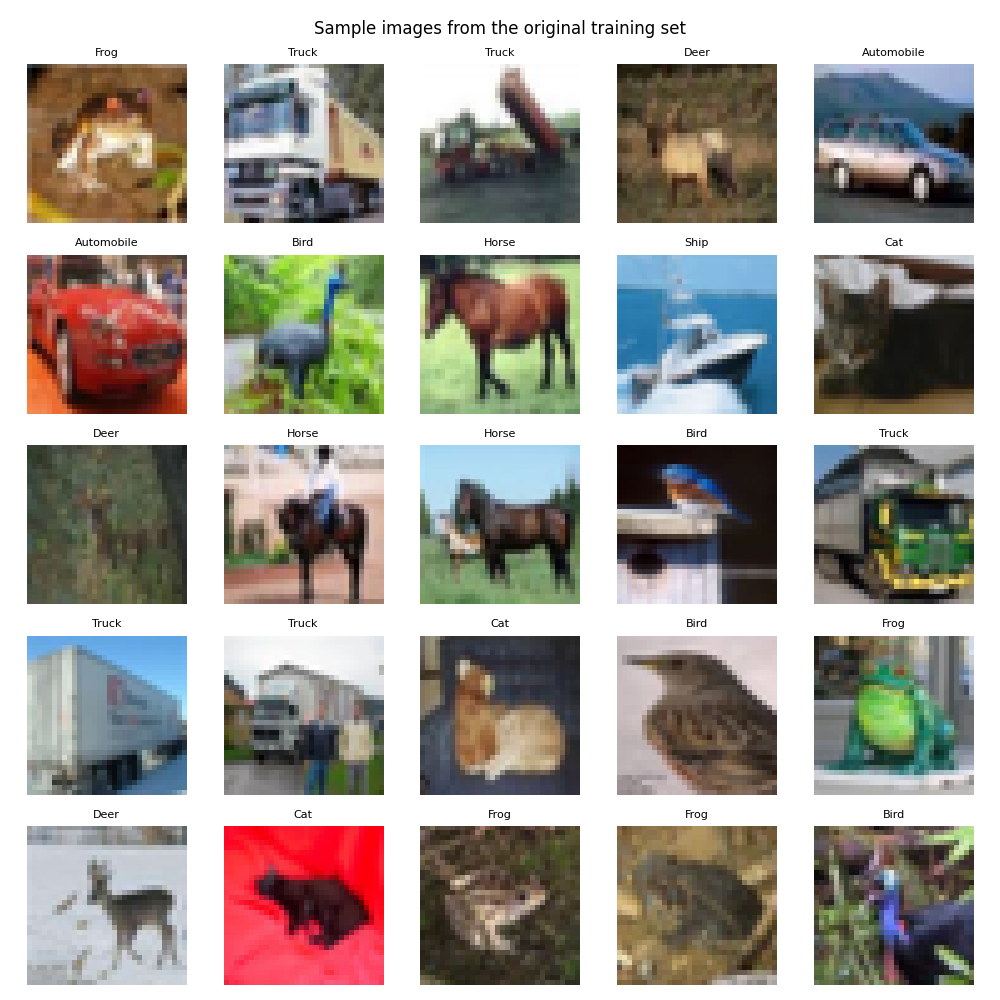 Sample images from the original training set
Frog Truck Truck Deer Automobile
Automobile Bird Horse Ship Cat
Deer Horse Horse Bird Truck
Truck Truck Cat Bird Frog
Deer Cat Frog Frog Bird